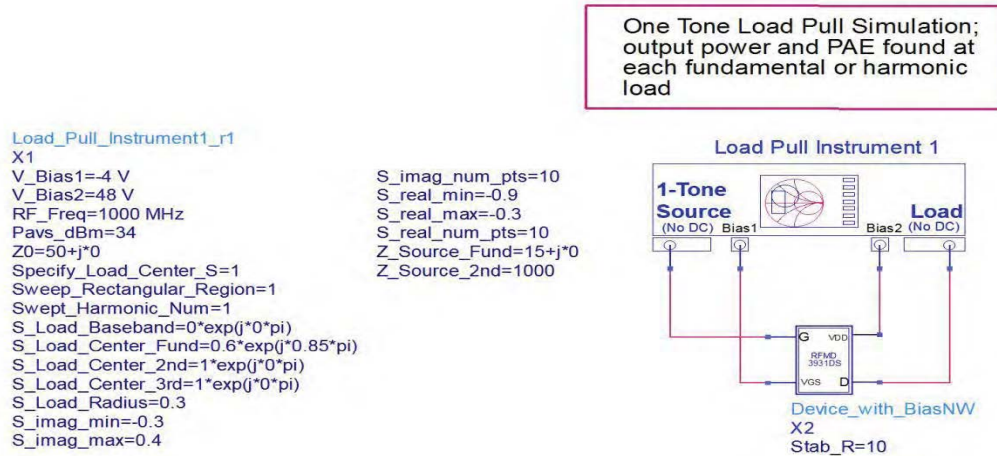 One Tone Load Pull Simulation;
output power and PAE found at
each fundamental or harmonic
load
Load_Pull_Instrument1_r1
X1
V_Bias1=-4 V
V_Bias2=48 V
RF_Freq=1000 MHz
Pavs_dBm=34
Z0=50+j*0
Specify_Load_Center_S=1
Sweep_Rectangular_Region=1
Swept_Harmonic_Num=1
S_Load_Baseband=0*exp(j*0*pi)
S_Load_Center_Fund=0.6*exp(j*0.85*pi)
S_Load_Center_2nd=1*exp(j*0*pi)
S_Load_Center_3rd=1*exp(j*0*pi)
S_Load_Radius=0.3
S_imag_min=-0.3
S_imag_max=0.4
S_imag_num_pts=10
S_real_min=-0.9
S_real_max=-0.3
S_real_num_pts=10
Z_Source_Fund=15+j*0
Z_Source_2nd=1000
Load Pull Instrument 1
1-Tone
Source
(No DC)
Bias1
Bias2
Load
(No DC)
G
VDD
RFMD
3931DS
VGS
D
Device_with_BiasNW
X2
Stab_R=10